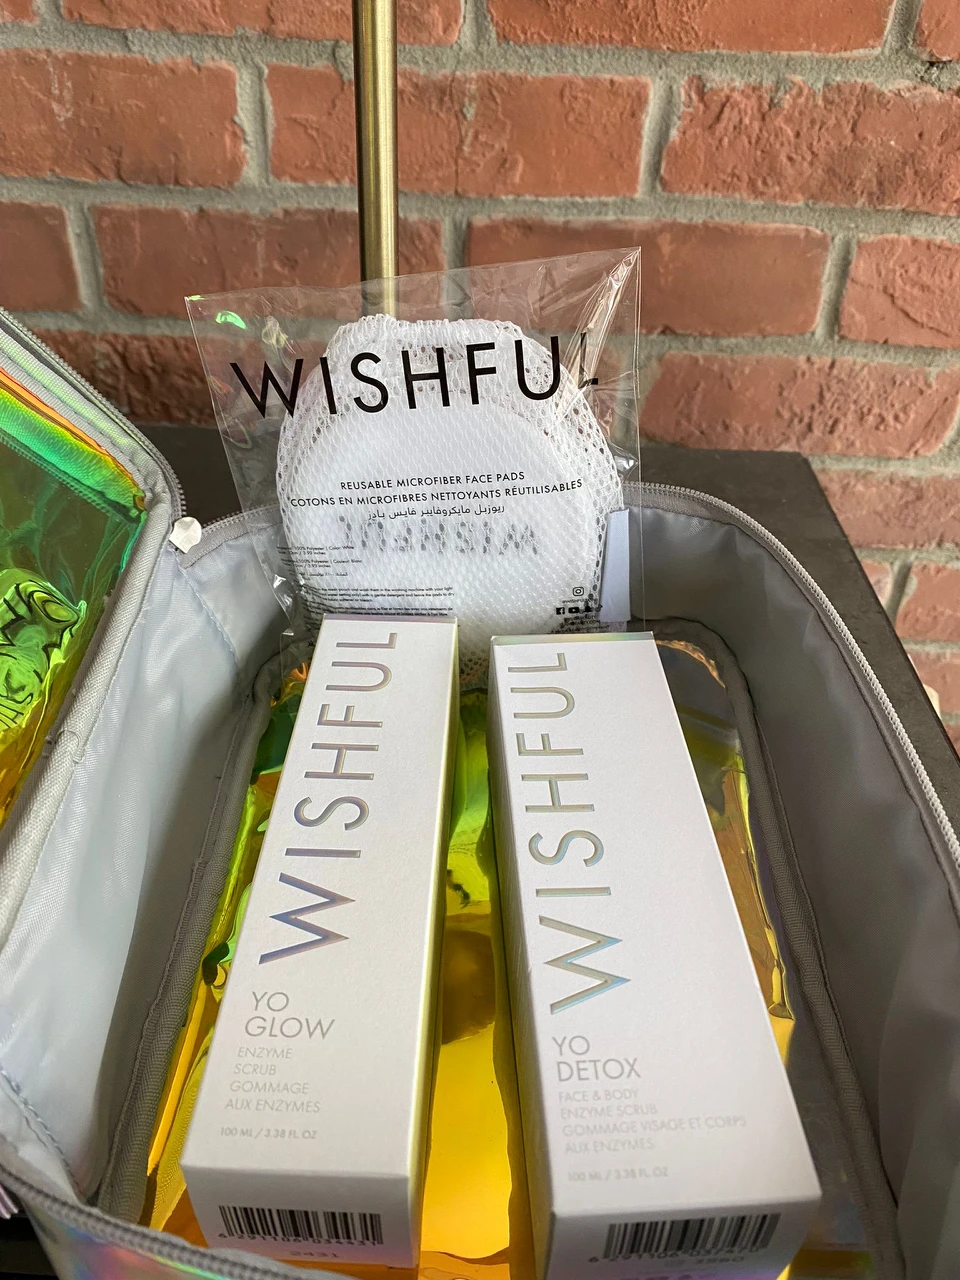 WISHFUL
REUSABLE MICROFIBER FACE PADS
COTONS EN MICROFIBRES NETTOYANTS RÉUTILISABLES
ريوزبل مايكروفايبر فايس بادز
WISHFUL
WISHFUL
YO
GLOW
ENZYME
SCRUB
GOMMAGE
AUX ENZYMES
100 ML / 3.38 FL OZ
2431
WISHFUL
YO
DETOX
FACE & BODY
ENZYME SCRUB
GOMMAGE VISAGE ET CORPS
AUX ENZYMES
100 ML / 3.38 FL OZ